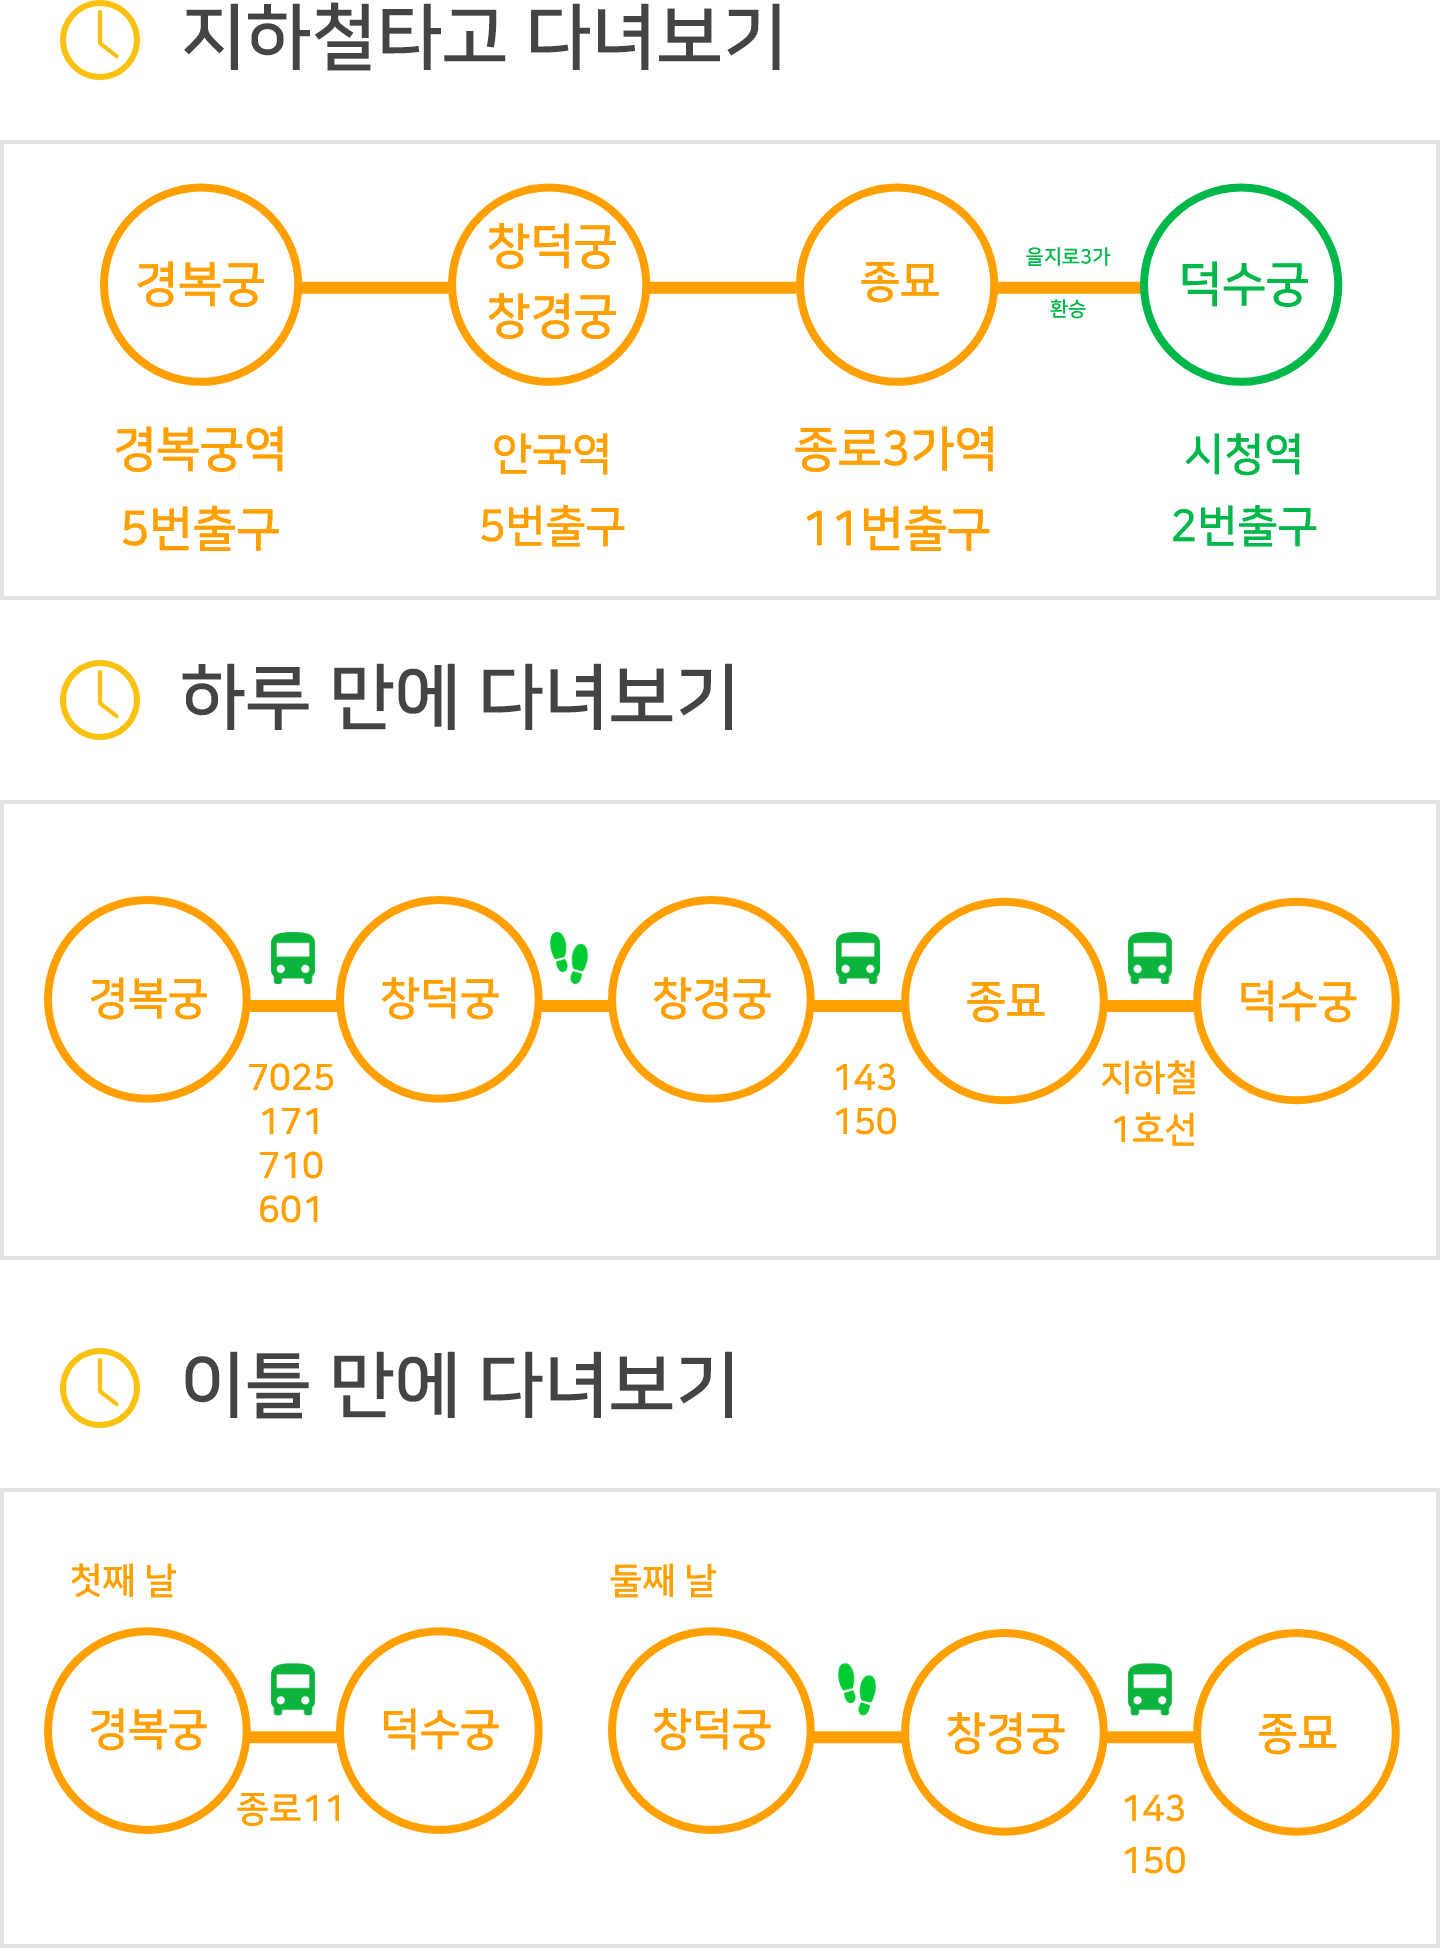 지하철타고 다녀보기
경복궁
창덕궁
창경궁
종묘
을지로3가
환승
덕수궁
경복궁역
5번출구
안국역
5번출구
종로3가역
11번출구
시청역
2번출구
하루 만에 다녀보기
경복궁
창덕궁
창경궁
종묘
덕수궁
7025
171
710
601
143
150
지하철
1호선
이틀 만에 다녀보기
첫째 날
경복궁
종로11
덕수궁
둘째 날
창덕궁
창경궁
143
150
종묘